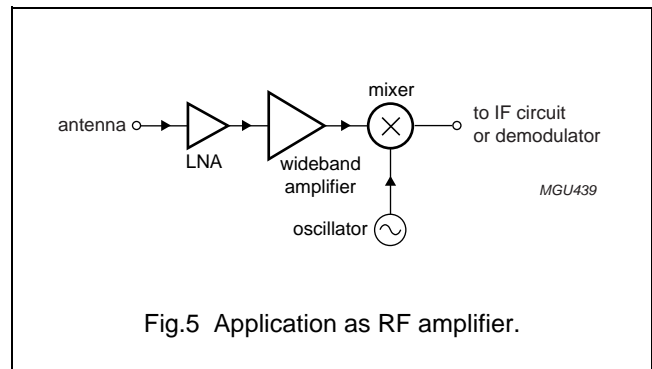 mixer
antenna
to IF circuit
or demodulator
LNA
wideband
amplifier
MGU439
oscillator
Fig.5 Application as RF amplifier.